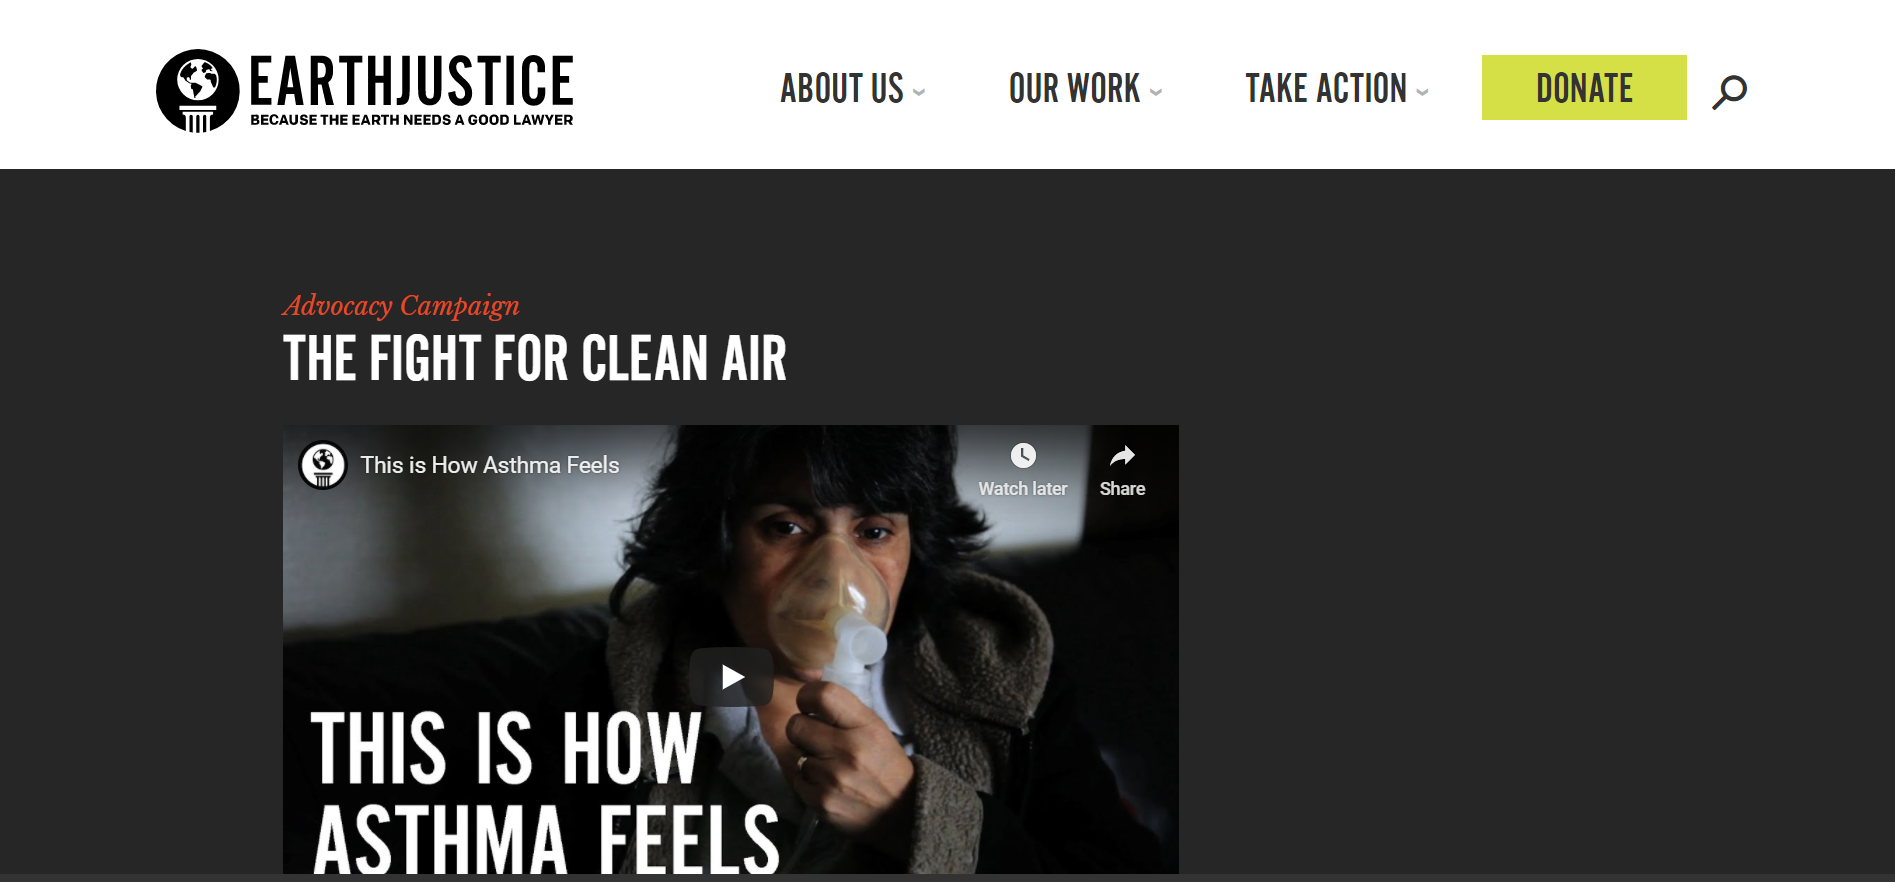 EARTHJUSTICE
BECAUSE THE EARTH NEEDS A GOOD LAWYER
ABOUT US
OUR WORK
TAKE ACTION
DONATE
Advocacy Campaign
THE FIGHT FOR CLEAN AIR
This is How Asthma Feels
Watch later
Share
THIS IS HOW
ASTHMA FEELS